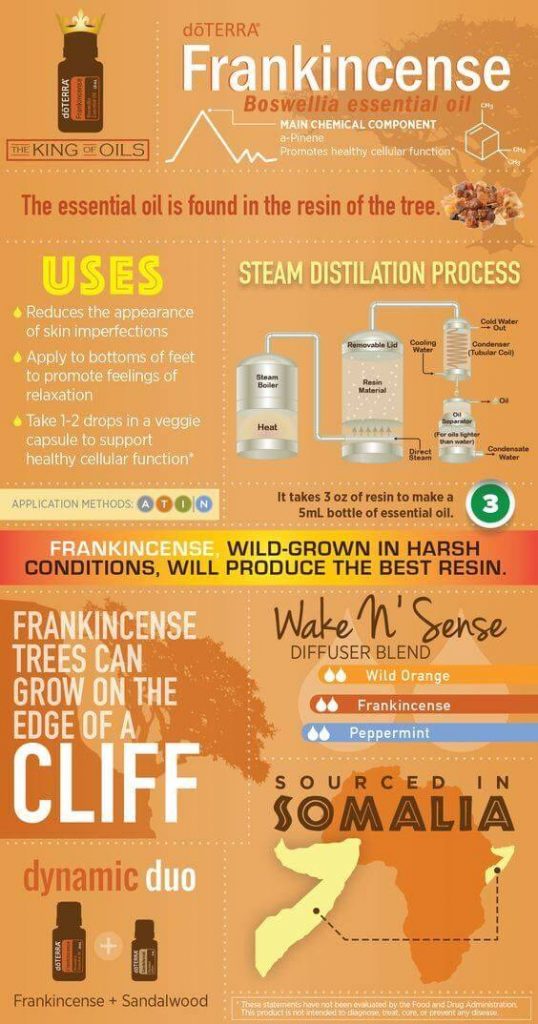 dōTERRA®
Frankincense
Boswellia essential oil
MAIN CHEMICAL COMPONENT
a-Pinene
Promotes healthy cellular function*
CH₃
CH₃
CH₃
dōTERRA®
Frankincense
THE KING OF OILS
The essential oil is found in the resin of the tree.
USES
Reduces the appearance
of skin imperfections
Apply to bottoms of feet
to promote feelings of
relaxation
Take 1-2 drops in a veggie
capsule to support
healthy cellular function*
APPLICATION METHODS: A T I N
STEAM DISTILATION PROCESS
Steam
Boiler
Heat
Removable Lid
Resin
Material
Direct
Steam
Cooling
Water
Cold Water
Out
Condenser
(Tubular Coil)
Oil
Oil
Separator
(For oils lighter
than water)
Condensate
Water
It takes 3 oz of resin to make a
5mL bottle of essential oil.
3
FRANKINCENSE, WILD-GROWN IN HARSH
CONDITIONS, WILL PRODUCE THE BEST RESIN.
FRANKINCENSE
TREES CAN
GROW ON THE
EDGE OF A
CLIFF
Wake N' Sense
DIFFUSER BLEND
Wild Orange
Frankincense
Peppermint
SOURCED IN
SOMALIA
dynamic duo
dōTERRA®
+
dōTERRA®
Frankincense + Sandalwood
*These statements have not been evaluated by the Food and Drug Administration.
This product is not intended to diagnose, treat, cure, or prevent any disease.